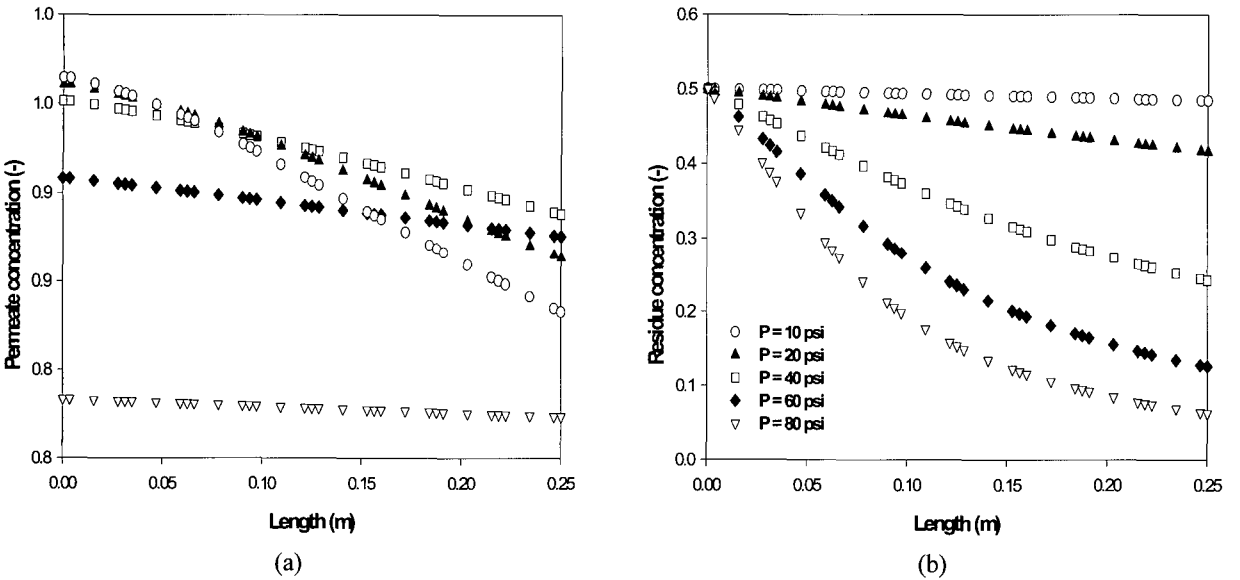 Permeate concentration (-)
1.0
1.0
0.9
0.9
0.8
0.8
0.00 0.05 0.10 0.15 0.20 0.25
Length (m)
(a)
Residue concentration (-)
0.6
0.5
0.4
0.3
0.2
0.1
0.0
P = 10 psi
P = 20 psi
P = 40 psi
P = 60 psi
P = 80 psi
0.00 0.05 0.10 0.15 0.20 0.25
Length (m)
(b)